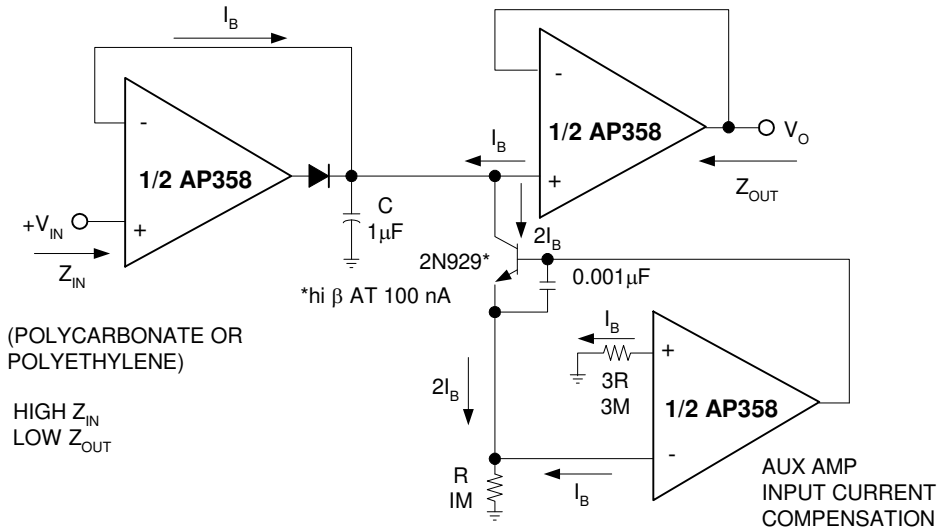 I_B
-
1/2 AP358
+
+V_IN
Z_IN
C
1µF
I_B
-
1/2 AP358
+
V_O
Z_OUT
2I_B
2N929*
*hi β AT 100 nA
0.001µF
(POLYCARBONATE OR
POLYETHYLENE)
HIGH Z_IN
LOW Z_OUT
2I_B
I_B
3R
3M
+
1/2 AP358
-
R
IM
I_B
AUX AMP
INPUT CURRENT
COMPENSATION